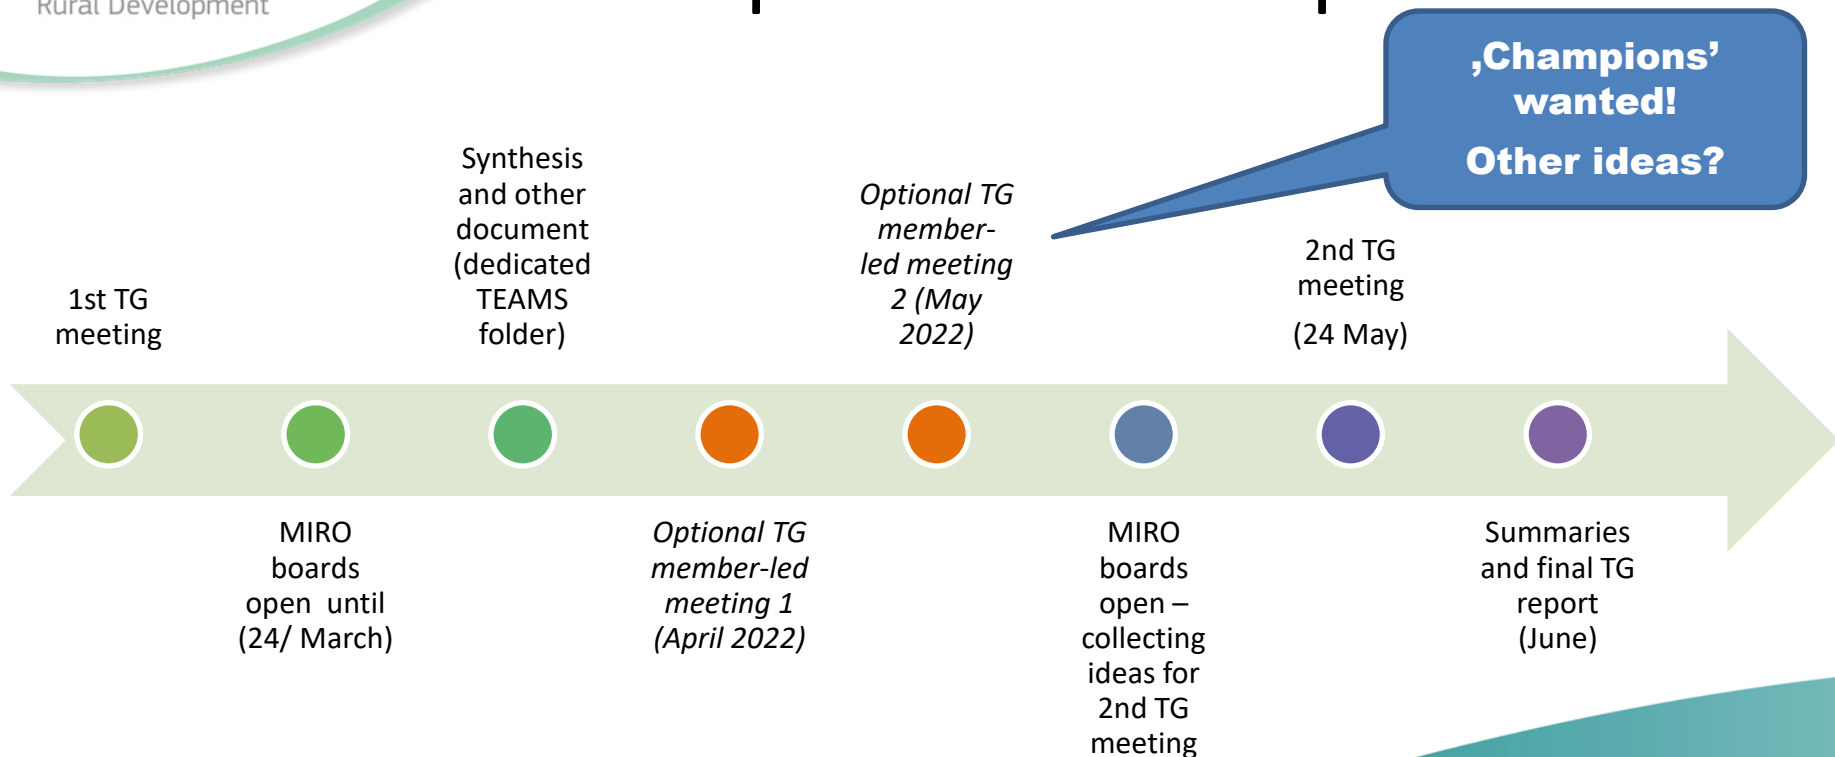 Rural Development
‚Champions’
wanted!
Other ideas?
1st TG
meeting
MIRO
boards
open until
(24/ March)
Synthesis
and other
document
(dedicated
TEAMS
folder)
Optional TG
member-led
meeting 1
(April 2022)
Optional TG
member-
led meeting
2 (May
2022)
MIRO
boards
open –
collecting
ideas for
2nd TG
meeting
2nd TG
meeting
(24 May)
Summaries
and final TG
report
(June)